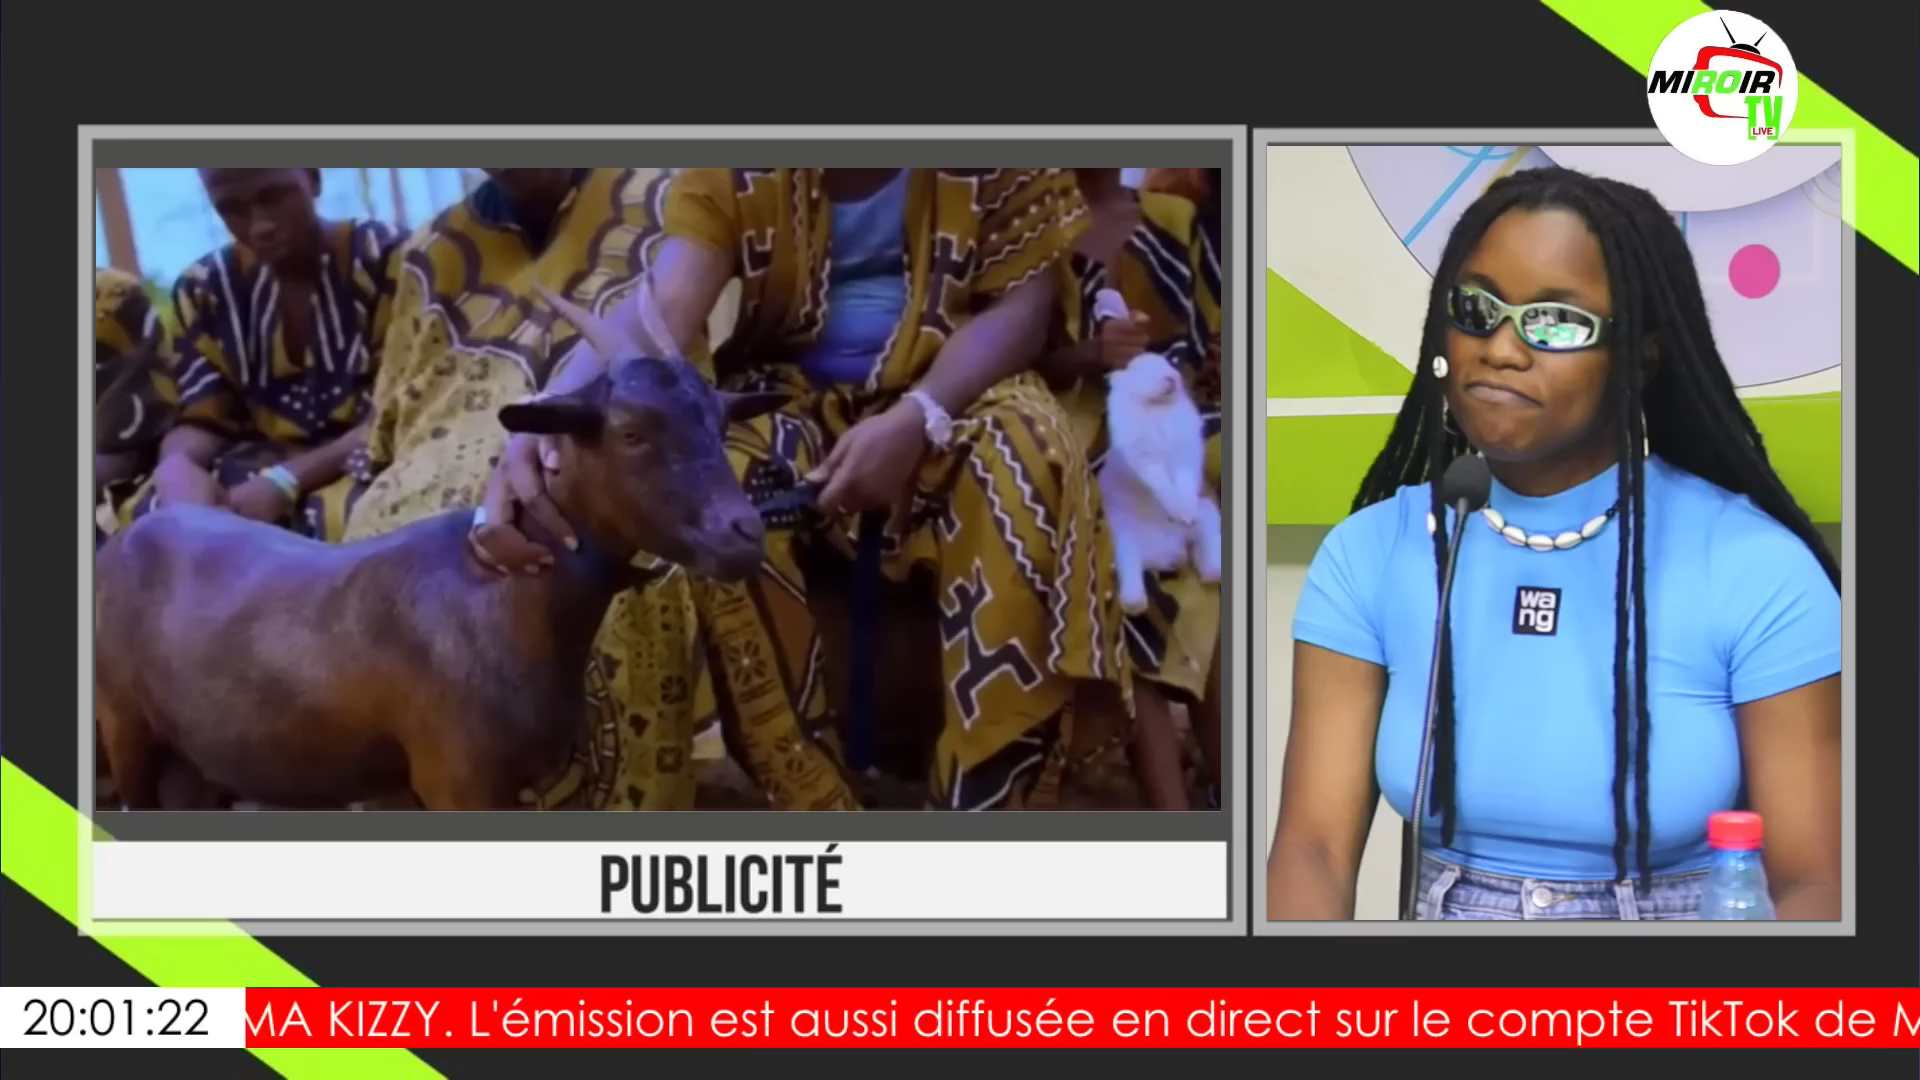 MIROIR
TV
LIVE
wa
ng
PUBLICITÉ
20:01:22
MA KIZZY. L'émission est aussi diffusée en direct sur le compte TikTok de M